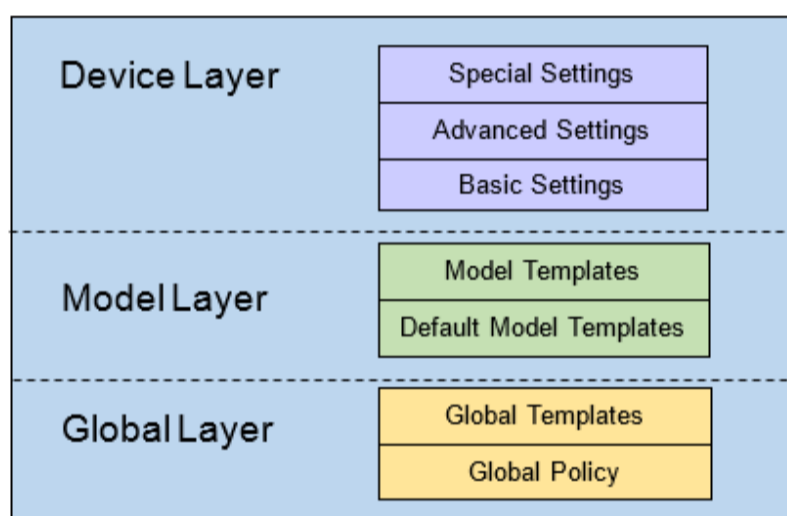 Device Layer
Special Settings
Advanced Settings
Basic Settings
Model Layer
Model Templates
Default Model Templates
Global Layer
Global Templates
Global Policy